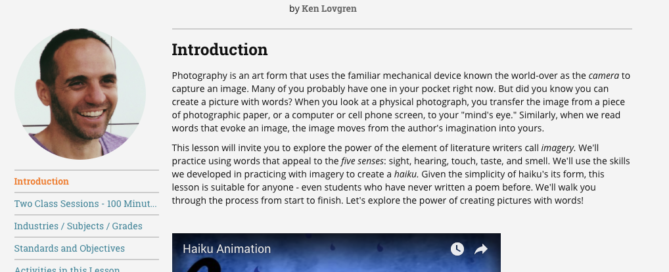 by Ken Lovgren
Introduction
Photography is an art form that uses the familiar mechanical device known the world-over as the camera to
capture an image. Many of you probably have one in your pocket right now. But did you know you can
create a picture with words? When you look at a physical photograph, you transfer the image from a piece
of photographic paper, or a computer or cell phone screen, to your "mind's eye." Similarly, when we read
words that evoke an image, the image moves from the author's imagination into yours.
This lesson will invite you to explore the power of the element of literature writers call imagery. We'll
practice using words that appeal to the five senses: sight, hearing, touch, taste, and smell. We'll use the skills
we developed in practicing with imagery to create a haiku. Given the simplicity of haiku's its form, this
lesson is suitable for anyone - even students who have never written a poem before. We'll walk you
through the process from start to finish. Let's explore the power of creating pictures with words!
Introduction
Two Class Sessions - 100 Minut...
Industries / Subjects / Grades
Standards and Objectives
Activities in this Lesson
Haiku Animation